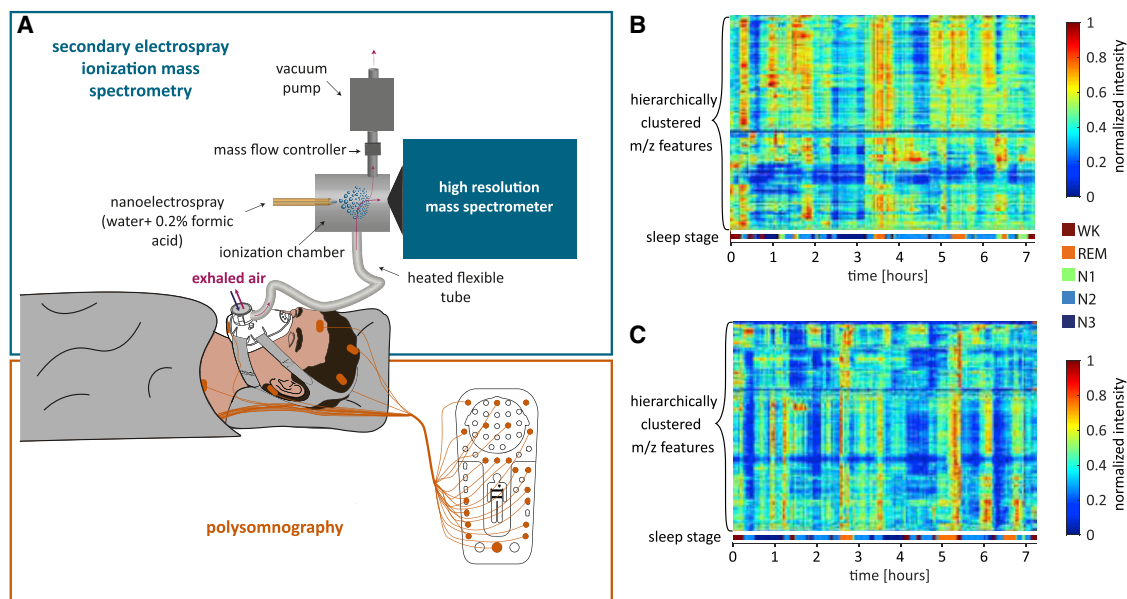 A
secondary electrospray
ionization mass
spectrometry
vacuum
pump
mass flow controller
nanoelectrospray
(water+ 0.2% formic
acid)
ionization chamber
high resolution
mass spectrometer
exhaled air
heated flexible
tube
polysomnography
B
hierarchically
clustered
m/z features
sleep stage
0 1 2 3 4 5 6 7
time [hours]
1
0.8
0.6
0.4
0.2
0
normalized intensity
WK
REM
N1
N2
N3
C
hierarchically
clustered
m/z features
sleep stage
0 1 2 3 4 5 6 7
time [hours]
1
0.8
0.6
0.4
0.2
0
normalized intensity